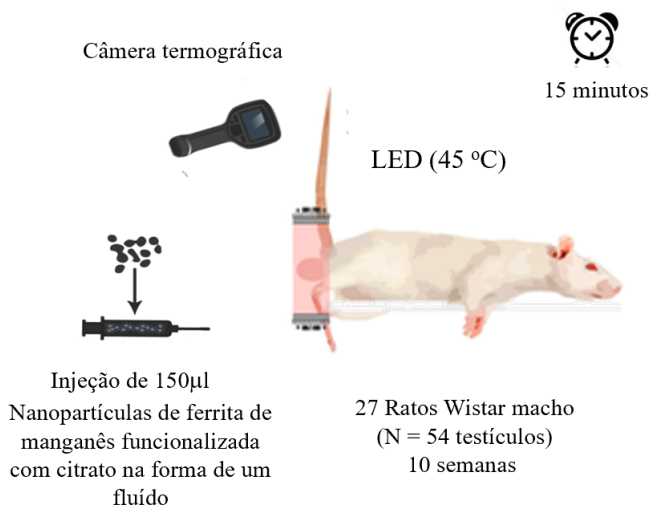 Câmera termográfica
15 minutos
LED (45 ºC)
Injeção de 150µl
Nanopartículas de ferrita de
manganês funcionalizada
com citrato na forma de um
fluído
27 Ratos Wistar macho
(N = 54 testículos)
10 semanas